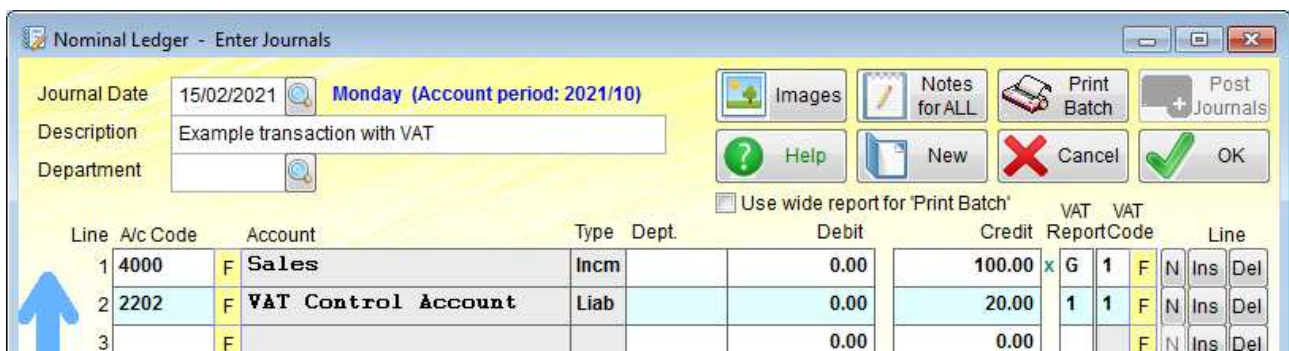 Nominal Ledger - Enter Journals
Journal Date 15/02/2021 Monday (Account period: 2021/10)
Description Example transaction with VAT
Department
Images Notes for ALL Print Batch Post Journals
Help New Cancel OK
Use wide report for 'Print Batch'
Line A/c Code Account Type Dept. Debit Credit VAT Report VAT Code Line
1 4000 F Sales Incm 0.00 100.00 x G 1 F N Ins Del
2 2202 F VAT Control Account Liab 0.00 20.00 1 1 F N Ins Del
3 F 0.00 0.00 F N Ins Del